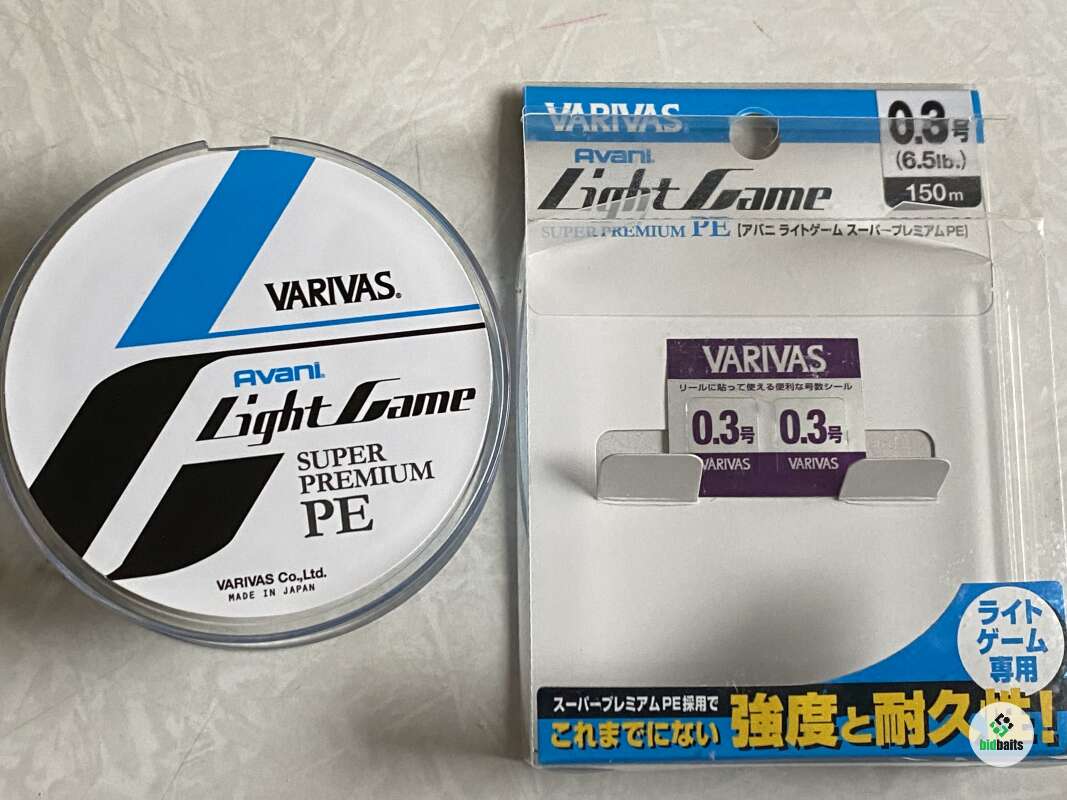 VARIVAS®
Avani
Light Game
SUPER
PREMIUM
PE
VARIVAS Co.,Ltd.
MADE IN JAPAN
VARIVAS®
0.3号
(6.5lb.)
150m
Avani
Light Game
SUPER PREMIUM PE [アバニ ライトゲーム スーパープレミアムPE]
VARIVAS
リールに貼って使える便利な号数シール
0.3号 0.3号
VARIVAS VARIVAS
ライト
ゲーム
専用
スーパープレミアムPE採用で
これまでにない 強度と耐久性!
bidbaits